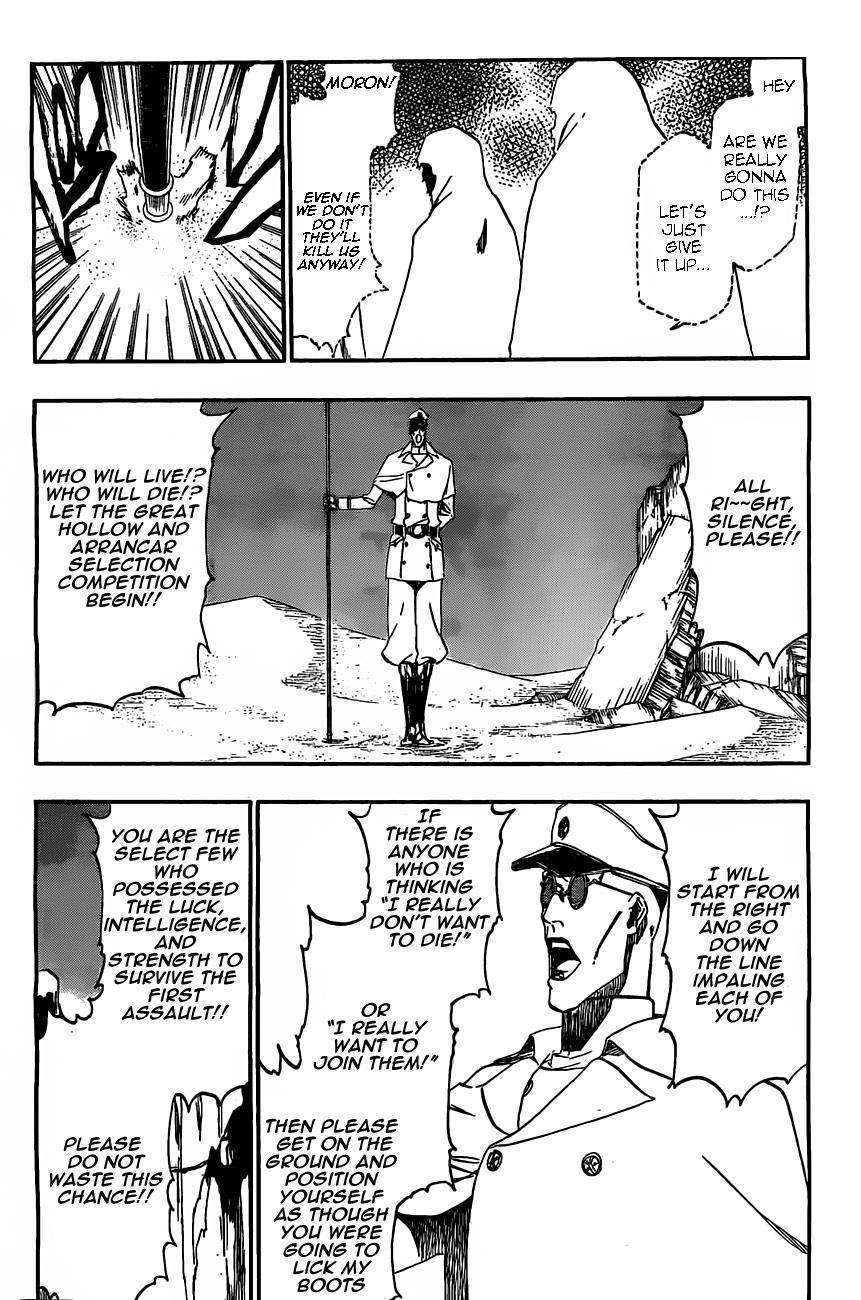 HEY
ARE WE
REALLY
GONNA
DO THIS
...!?
LET'S
JUST
GIVE
IT UP...
MORON!
EVEN IF
WE DON'T
DO IT
THEY'LL
KILL US
ANYWAY!
ALL
RI~~GHT,
SILENCE,
PLEASE!!
WHO WILL LIVE!?
WHO WILL DIE!?
LET THE GREAT
HOLLOW AND
ARRANCAR
SELECTION
COMPETITION
BEGIN!!
I WILL
START FROM
THE RIGHT
AND GO
DOWN
THE LINE
IMPALING
EACH OF
YOU!
IF
THERE IS
ANYONE
WHO IS
THINKING
"I REALLY
DON'T WANT
TO DIE!"
OR
"I REALLY
WANT TO
JOIN THEM!"
THEN PLEASE
GET ON THE
GROUND AND
POSITION
YOURSELF
AS THOUGH
YOU WERE
GOING TO
LICK MY
BOOTS
YOU ARE THE
SELECT FEW
WHO
POSSESSED
THE LUCK,
INTELLIGENCE,
AND
STRENGTH TO
SURVIVE THE
FIRST
ASSAULT!!
PLEASE
DO NOT
WASTE THIS
CHANCE!!